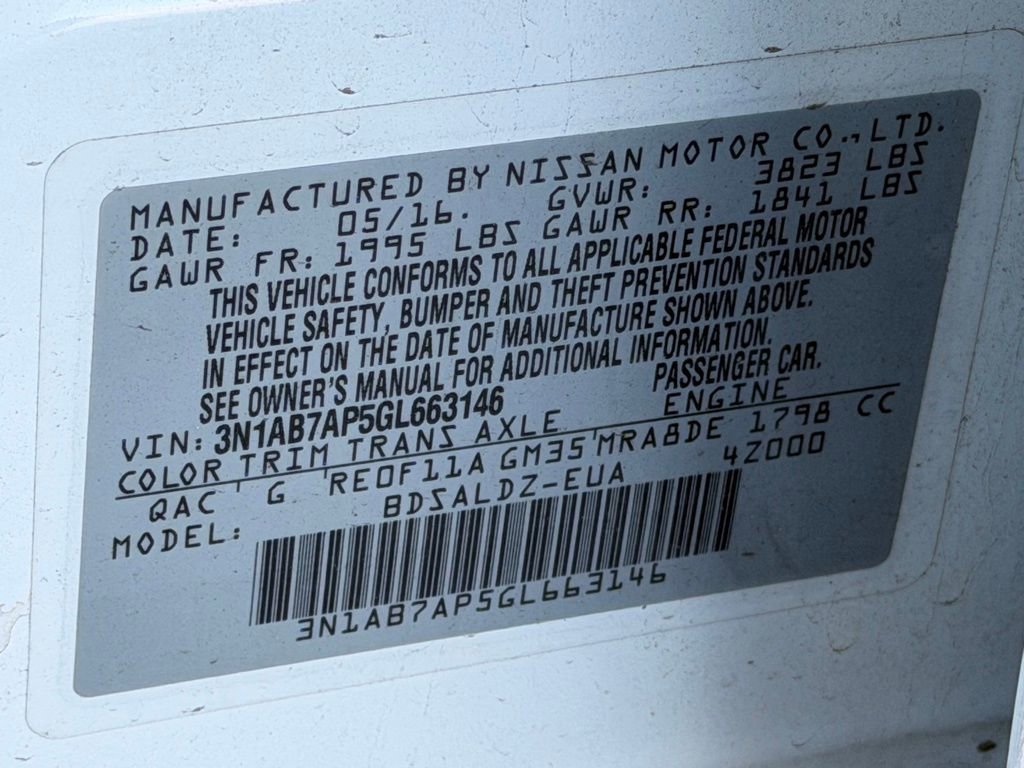 MANUFACTURED BY NISSAN MOTOR CO., LTD.
DATE: 05/16. GVWR: 3823 LBS
GAWR FR: 1995 LBS GAWR RR: 1841 LBS
THIS VEHICLE CONFORMS TO ALL APPLICABLE FEDERAL MOTOR
VEHICLE SAFETY, BUMPER AND THEFT PREVENTION STANDARDS
IN EFFECT ON THE DATE OF MANUFACTURE SHOWN ABOVE.
SEE OWNER'S MANUAL FOR ADDITIONAL INFORMATION.
VIN: 3N1AB7AP5GL663146 PASSENGER CAR.
COLOR TRIM TRANS AXLE ENGINE
QAC G RE0F11A GM35 MRA8DE 1798 CC
MODEL: BDSALDZ-EUA 4Z000
3N1AB7AP5GL663146